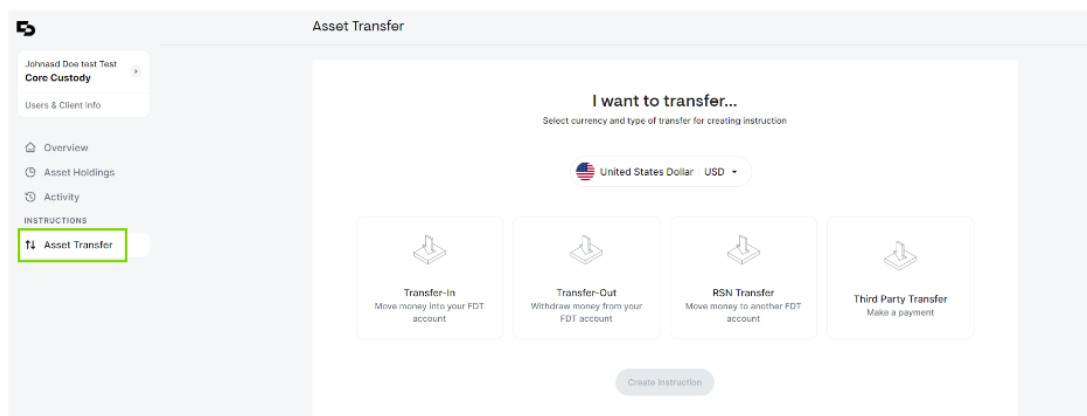 Asset Transfer
Johnasd Doe test Test
Core Custody
Users & Client Info
Overview
Asset Holdings
Activity
INSTRUCTIONS
Asset Transfer
I want to transfer...
Select currency and type of transfer for creating instruction
United States Dollar USD
Transfer-In
Move money into your FDT
account
Transfer-Out
Withdraw money from your
FDT account
RSN Transfer
Move money to another FDT
account
Third Party Transfer
Make a payment
Create Instruction